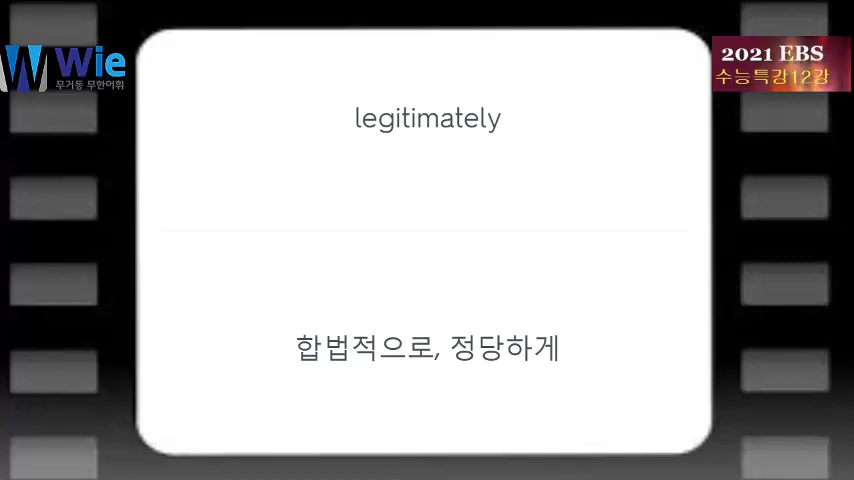 Wie
무거동 무한어휘
2021 EBS
수능특강12강
legitimately
합법적으로, 정당하게